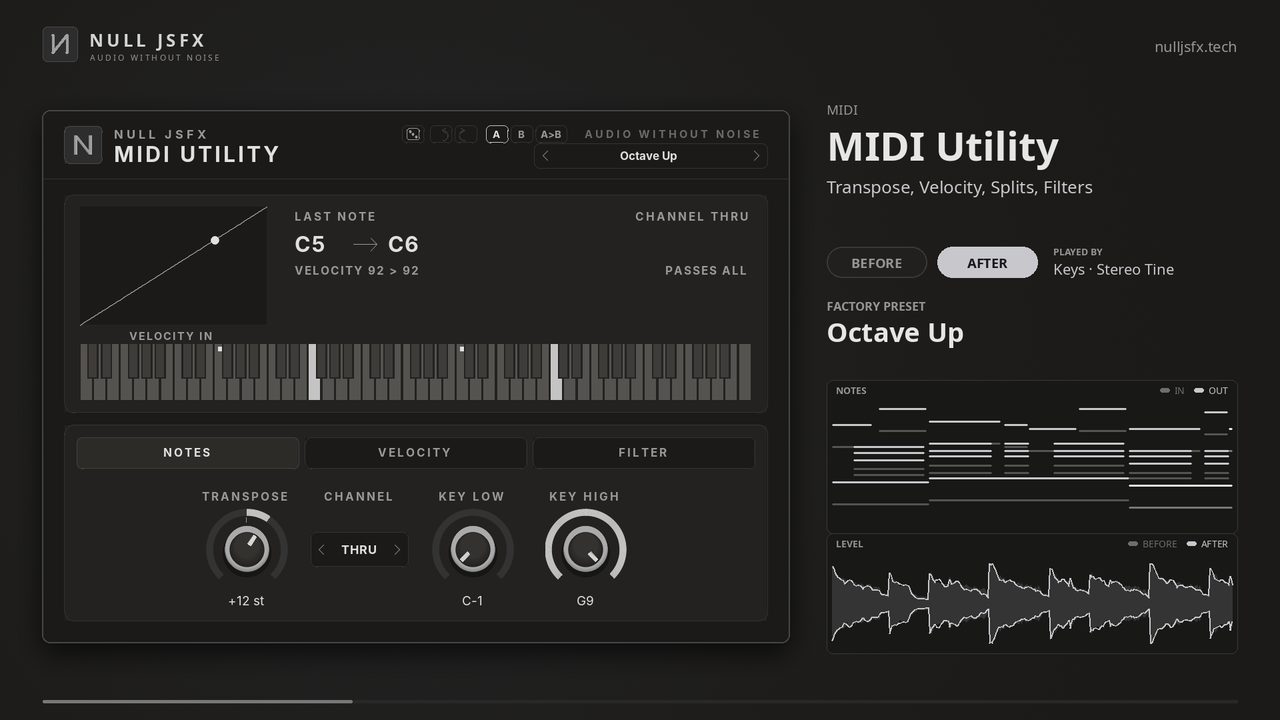 NULL JSFX
AUDIO WITHOUT NOISE
nulljsfx.tech
N
NULL JSFX
MIDI UTILITY
A
B
A>B
AUDIO WITHOUT NOISE
Octave Up
LAST NOTE
CHANNEL THRU
C5
C6
VELOCITY 92 > 92
PASSES ALL
VELOCITY IN
NOTES
VELOCITY
FILTER
TRANSPOSE
CHANNEL
KEY LOW
KEY HIGH
THRU
+12 st
C-1
G9
MIDI
MIDI Utility
Transpose, Velocity, Splits, Filters
BEFORE
AFTER
PLAYED BY
Keys · Stereo Tine
FACTORY PRESET
Octave Up
NOTES
IN
OUT
LEVEL
BEFORE
AFTER